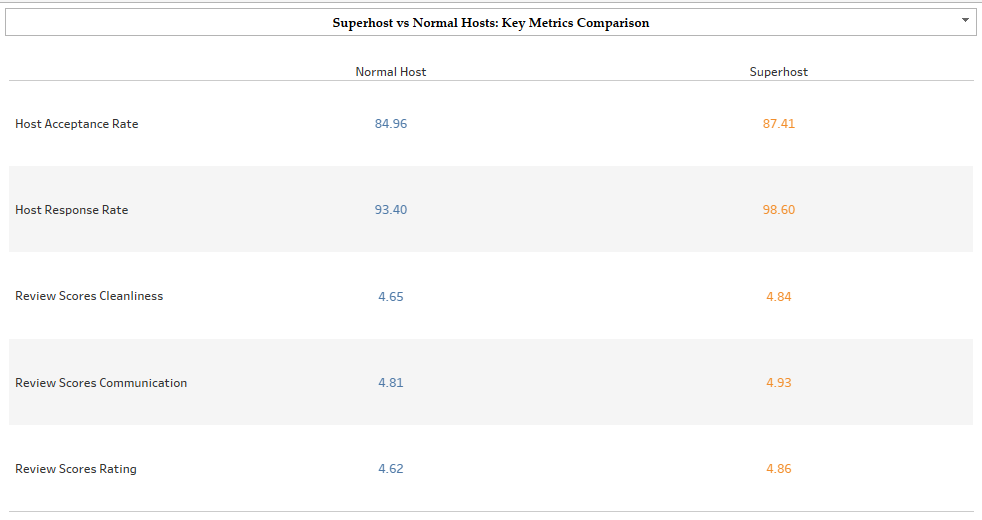 Superhost vs Normal Hosts: Key Metrics Comparison
Normal Host Superhost
Host Acceptance Rate 84.96 87.41
Host Response Rate 93.40 98.60
Review Scores Cleanliness 4.65 4.84
Review Scores Communication 4.81 4.93
Review Scores Rating 4.62 4.86